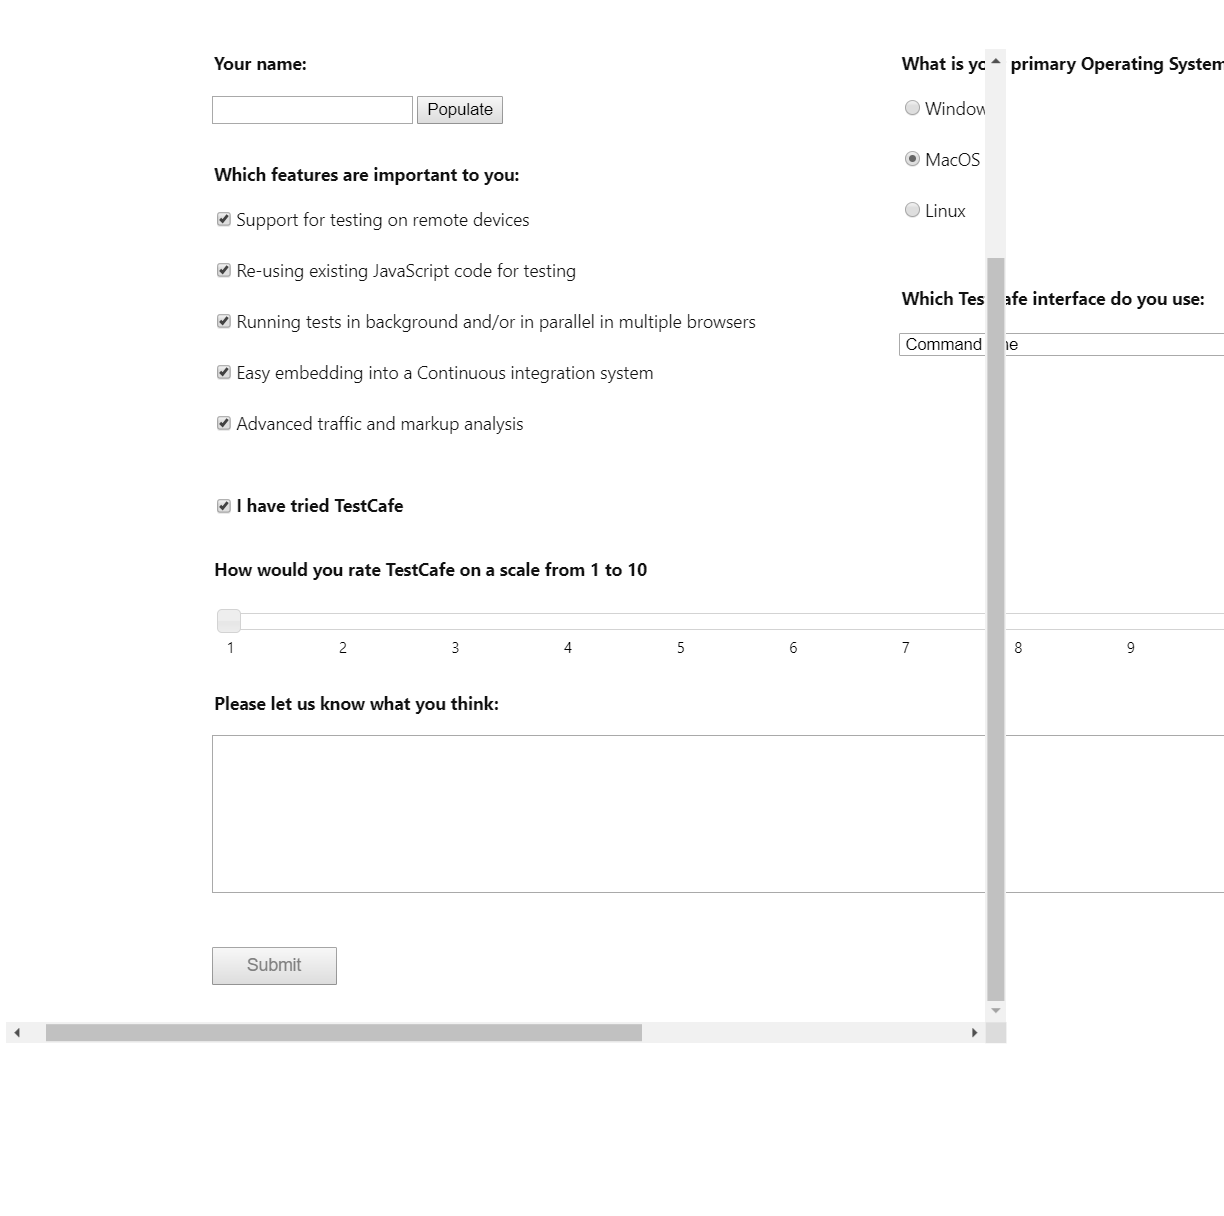 Your name:
Populate
Which features are important to you:
Support for testing on remote devices
Re-using existing JavaScript code for testing
Running tests in background and/or in parallel in multiple browsers
Easy embedding into a Continuous integration system
Advanced traffic and markup analysis
What is yo primary Operating System
Window
MacOS
Linux
Which Tes afe interface do you use:
Command ne
I have tried TestCafe
How would you rate TestCafe on a scale from 1 to 10
1 2 3 4 5 6 7 8 9
Please let us know what you think:
Submit